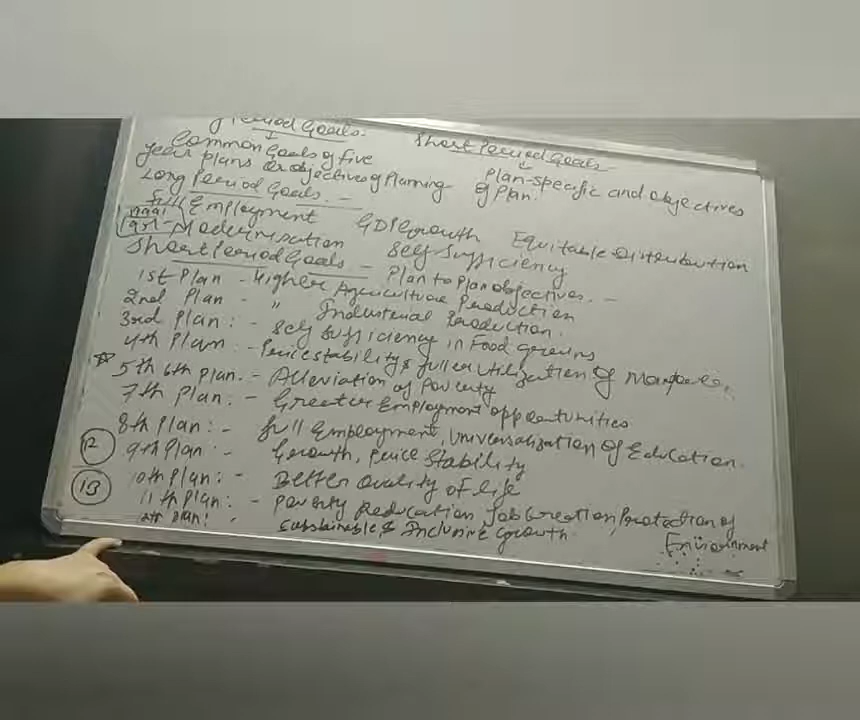 Period Goals.
Short Period Goals
Common Goals of Five
Year plans or objectives of Planning
Plan-specific and objectives
of Plan.
Long Period Goals. -
Full Employment
GDP Growth
Equitable Distribution
Modernisation
Self Sufficiency
Short Period Goals - Plan to Plan objectives. -
1st Plan - Higher Agriculture Production
2nd Plan - " Industrial Production.
3rd Plan :- Self Sufficiency in Food grains
4th Plan :- Price stability & fuller Utilization of
5th 6th Plan. - Alleviation of Poverty
7th Plan :- Greater Employment opportunities
8th Plan :- full Employment, Universalization of Education.
12
9th Plan :- Growth, Price Stability
10th Plan :- Better Quality of life
13
11th Plan :- Poverty Reducation Job Creation, Protection of
Environment
Plan : Substainable & Inclusive Growth